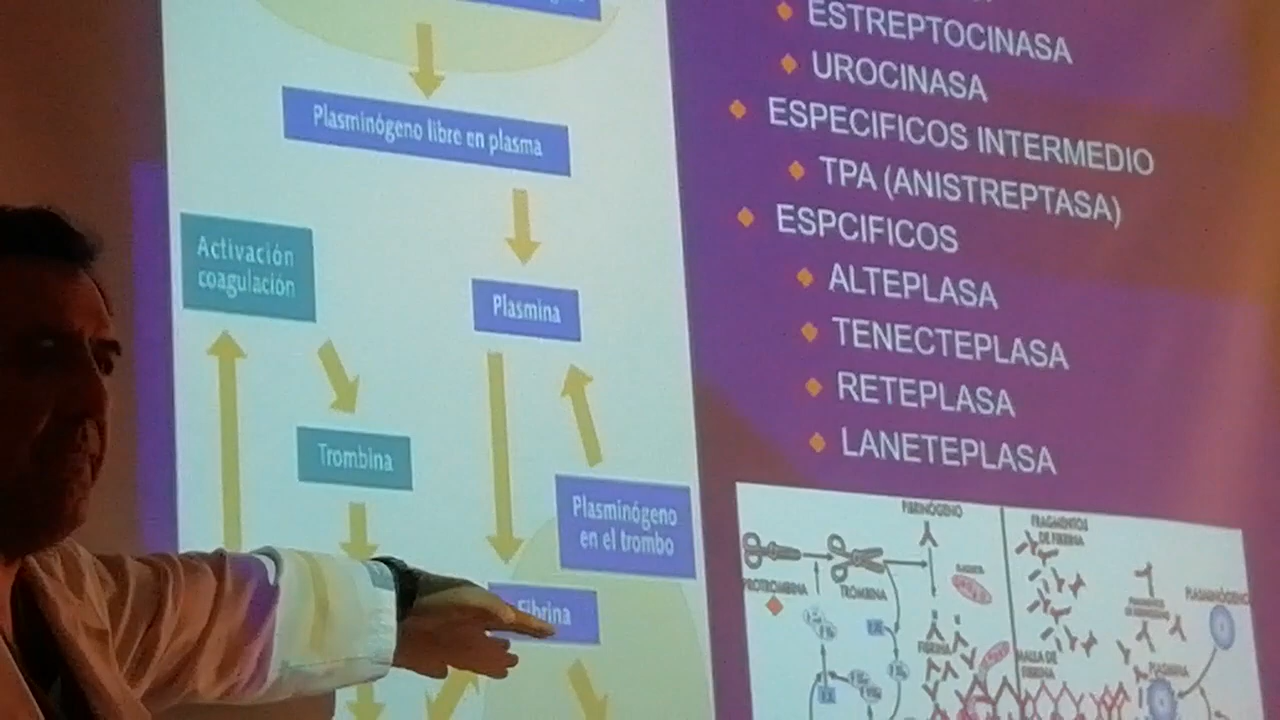 Plasminógeno libre en plasma
Activación
coagulación
Plasmina
Trombina
Plasminógeno
en el trombo
Fibrina
ESTREPTOCINASA
UROCINASA
ESPECIFICOS INTERMEDIO
TPA (ANISTREPTASA)
ESPCIFICOS
ALTEPLASA
TENECTEPLASA
RETEPLASA
LANETEPLASA
FIBRINÓGENO
PROTROMBINA
TROMBINA
FIBRINA
FRAGMENTOS
DE FIBRINA
MALLA DE
FIBRINA
PLASMINÓGENO
PLASMINA